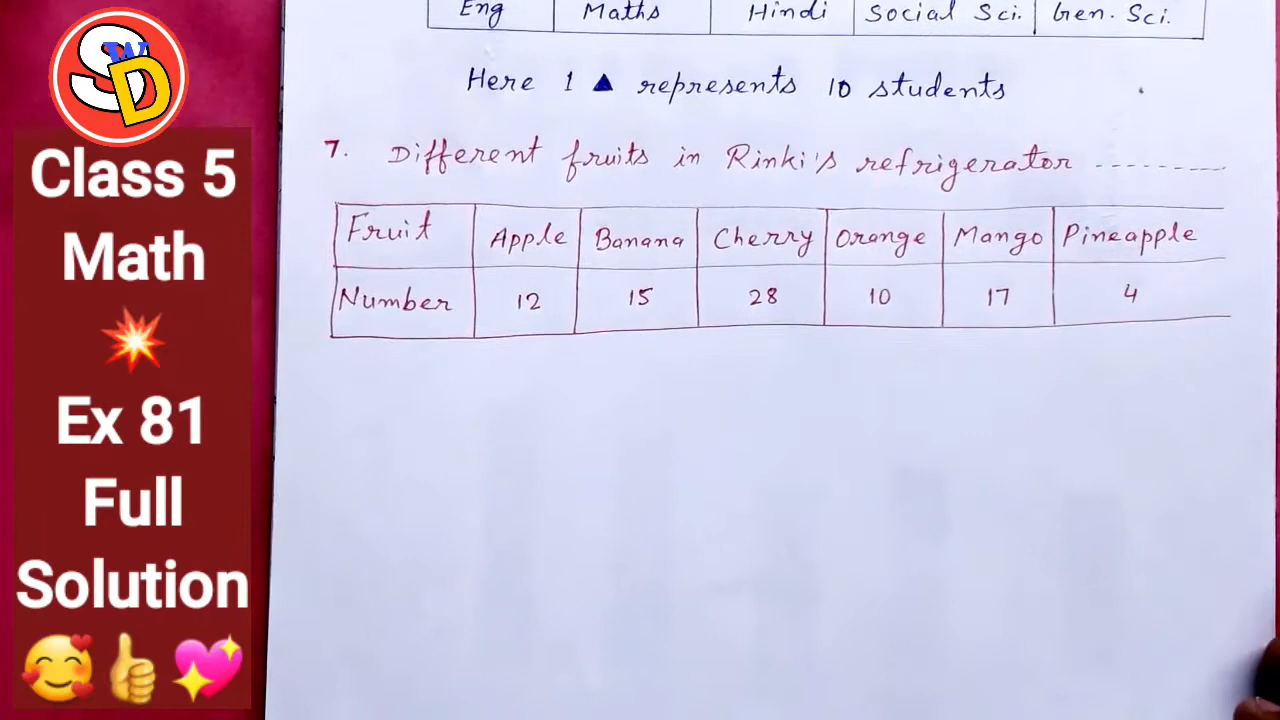 SWD
Class 5
Math
💥
Ex 81
Full
Solution
🥰👍💖
Eng Maths Hindi Social Sci. Gen. Sci.
Here 1 ▲ represents 10 students
7. Different fruits in Rinki's refrigerator ----------
Fruit Apple Banana Cherry Orange Mango Pineapple
Number 12 15 28 10 17 4